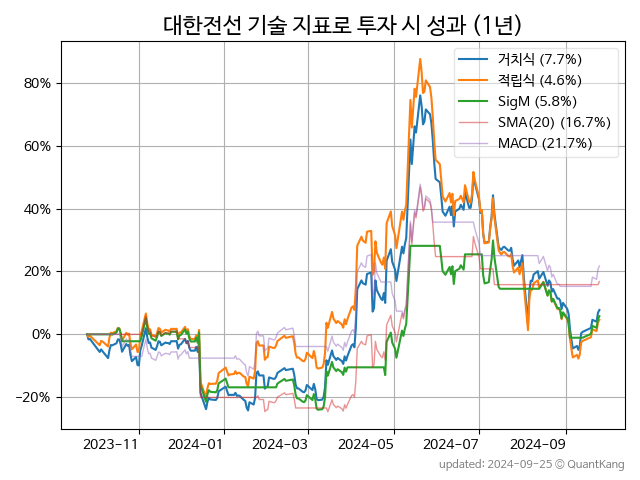 대한전선 기술 지표로 투자 시 성과 (1년)
거치식 (7.7%)
적립식 (4.6%)
SigM (5.8%)
SMA(20) (16.7%)
MACD (21.7%)
80%
60%
40%
20%
0%
−20%
2023-11 2024-01 2024-03 2024-05 2024-07 2024-09
updated: 2024-09-25 © QuantKang